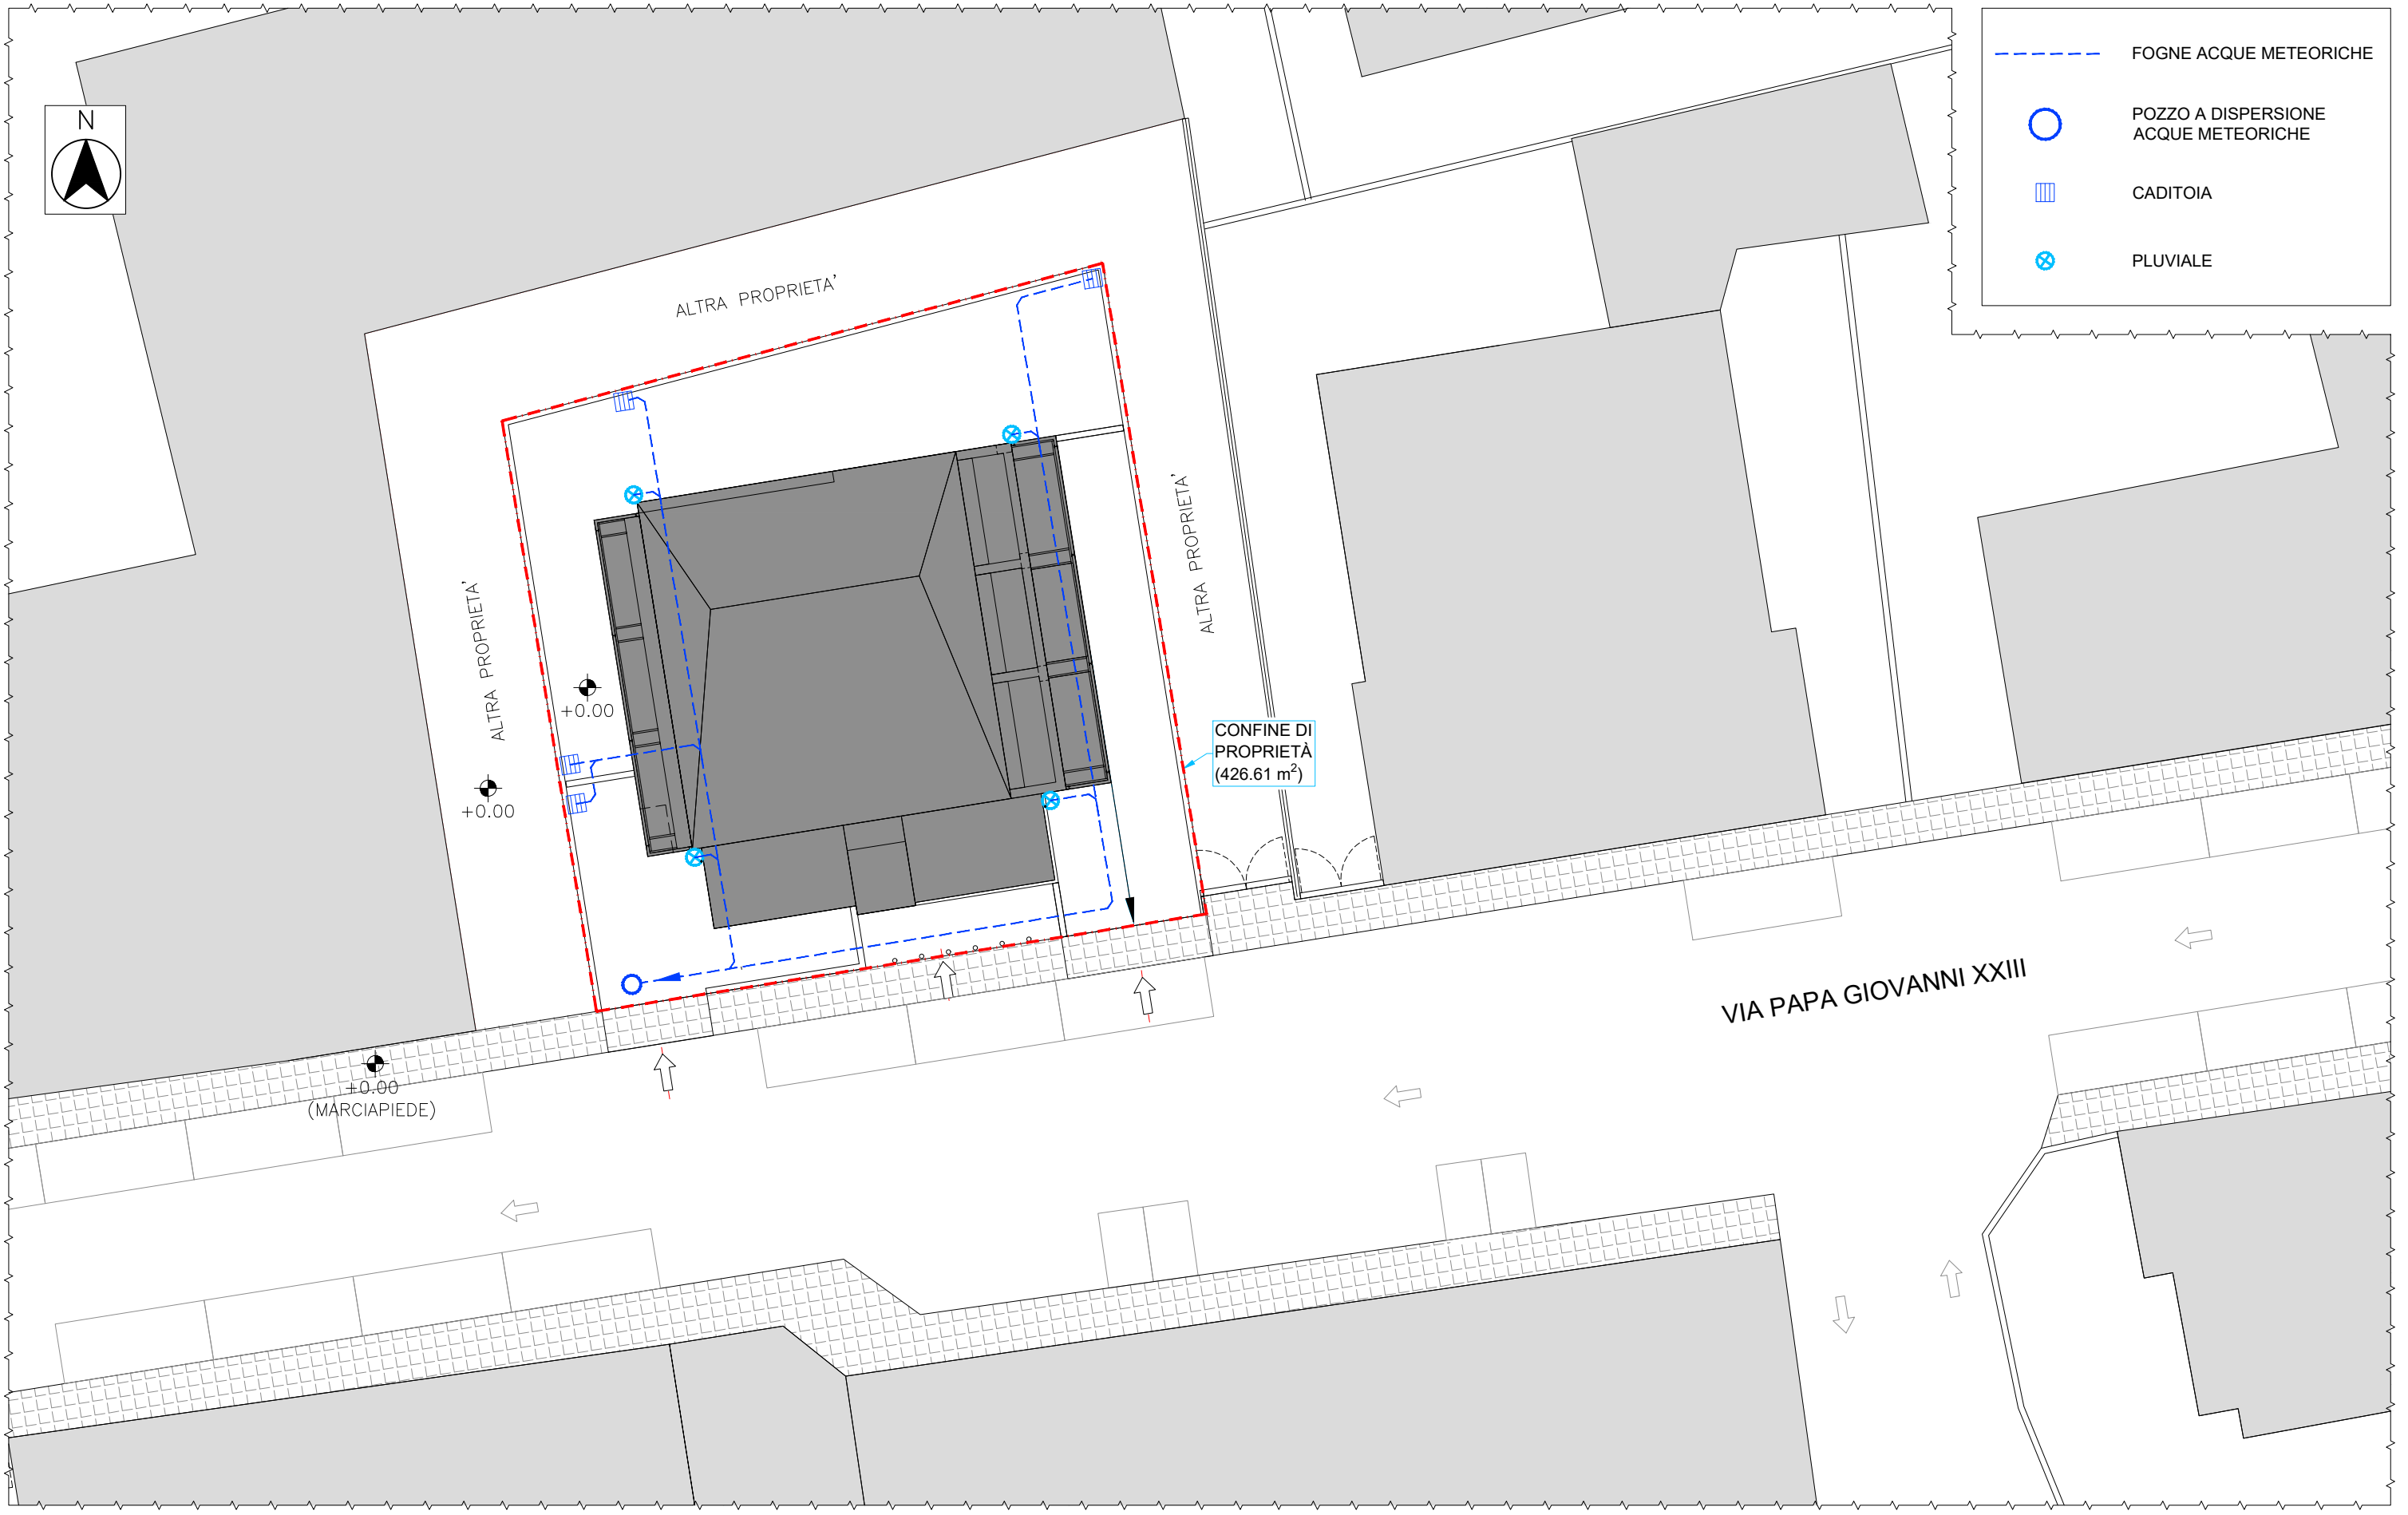 FOGNE ACQUE METEORICHE
POZZO A DISPERSIONE
ACQUE METEORICHE
CADITOIA
PLUVIALE
N
ALTRA PROPRIETA'
ALTRA PROPRIETA'
ALTRA PROPRIETA'
+0.00
+0.00
CONFINE DI
PROPRIETÀ
(426.61 m²)
VIA PAPA GIOVANNI XXIII
+0.00
(MARCIAPIEDE)